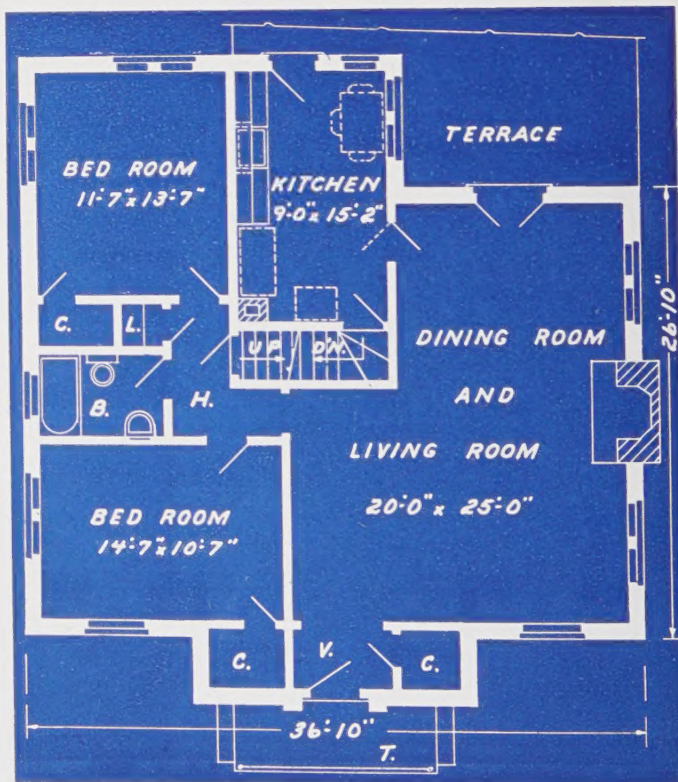 TERRACE
BED ROOM
11'-7" x 13'-7"
KITCHEN
9'-0" x 15'-2"
C.
L.
UP
D'N.
B.
H.
DINING ROOM
AND
LIVING ROOM
20'-0" x 25'-0"
26'-10"
BED ROOM
14'-7" x 10'-7"
C.
V.
C.
36'-10"
T.